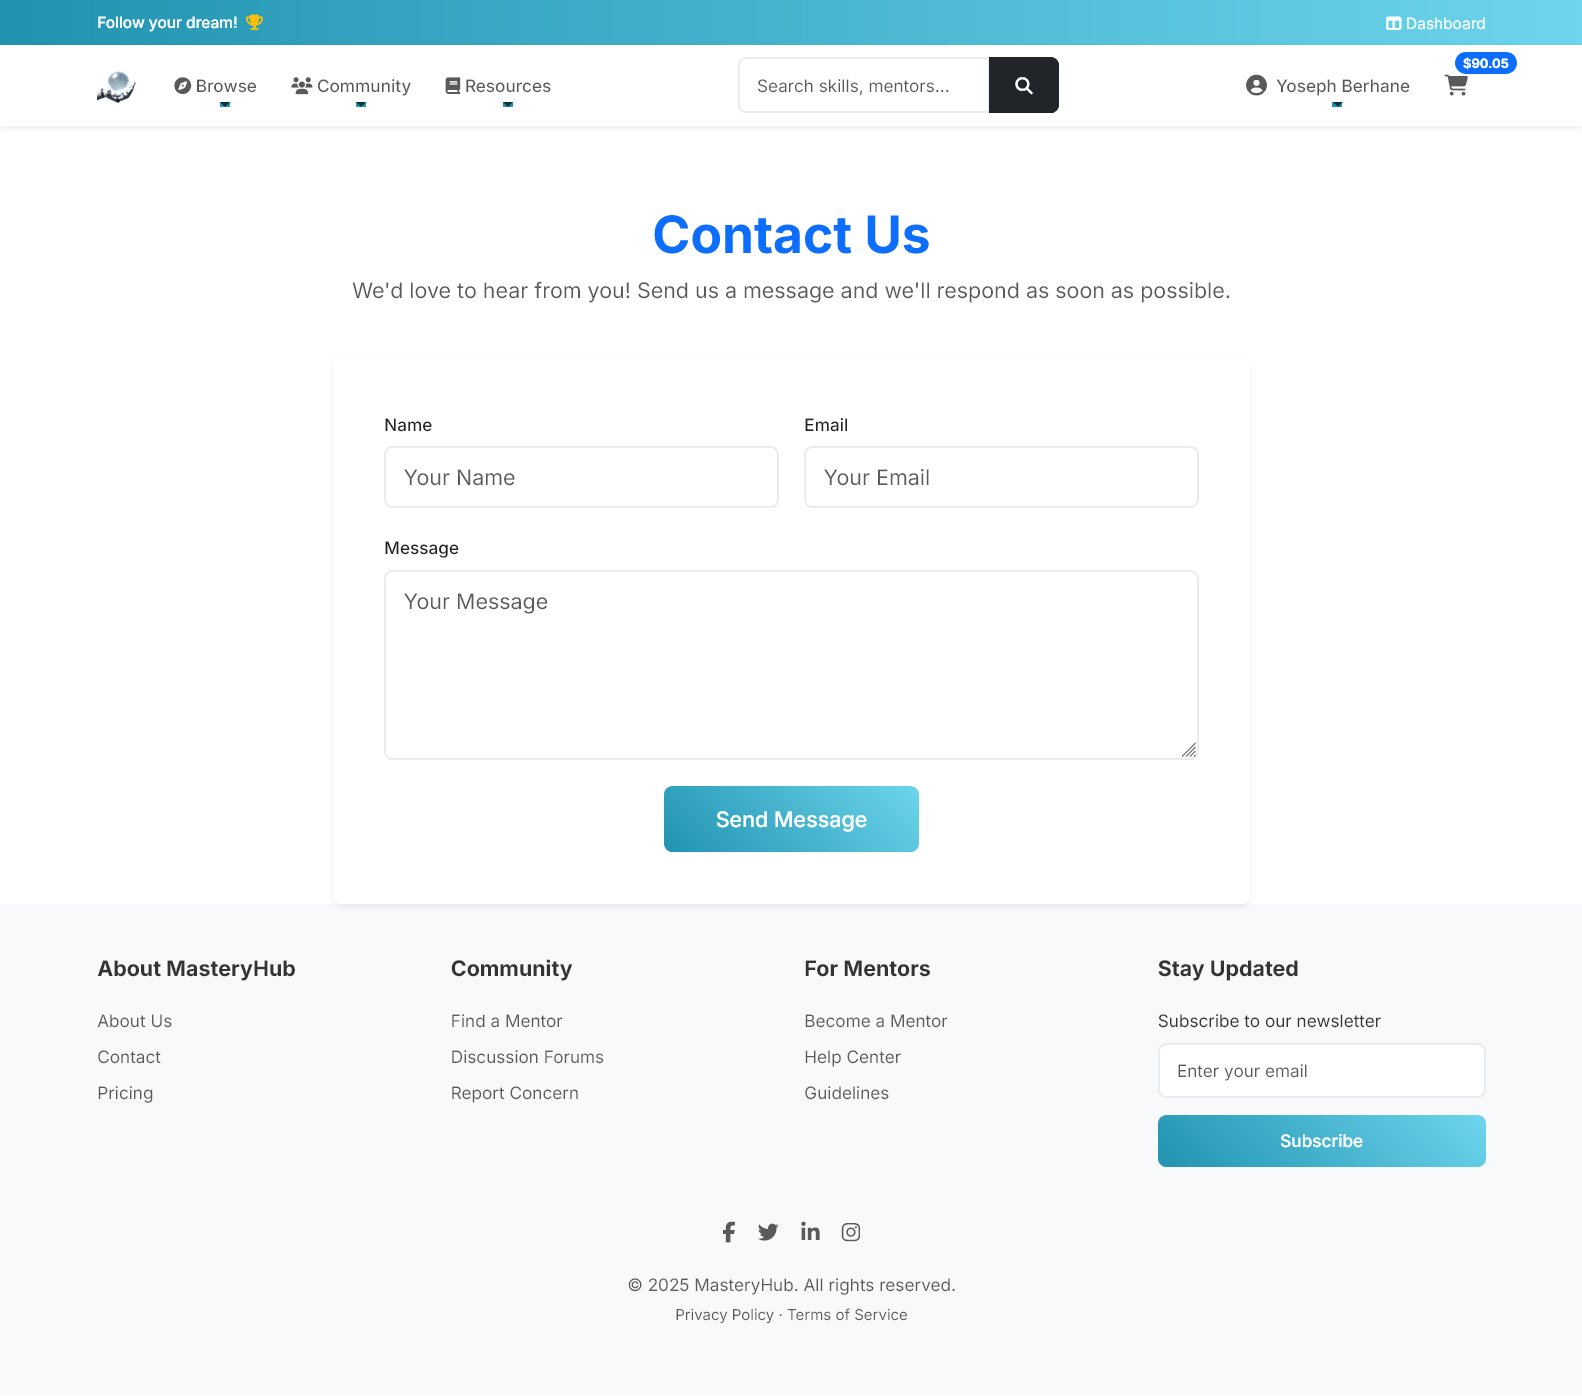 Follow your dream!
Dashboard
Browse
Community
Resources
Search skills, mentors...
Yoseph Berhane
$90.05
Contact Us
We'd love to hear from you! Send us a message and we'll respond as soon as possible.
Name
Email
Your Name
Your Email
Message
Your Message
Send Message
About MasteryHub
About Us
Contact
Pricing
Community
Find a Mentor
Discussion Forums
Report Concern
For Mentors
Become a Mentor
Help Center
Guidelines
Stay Updated
Subscribe to our newsletter
Enter your email
Subscribe
© 2025 MasteryHub. All rights reserved.
Privacy Policy · Terms of Service